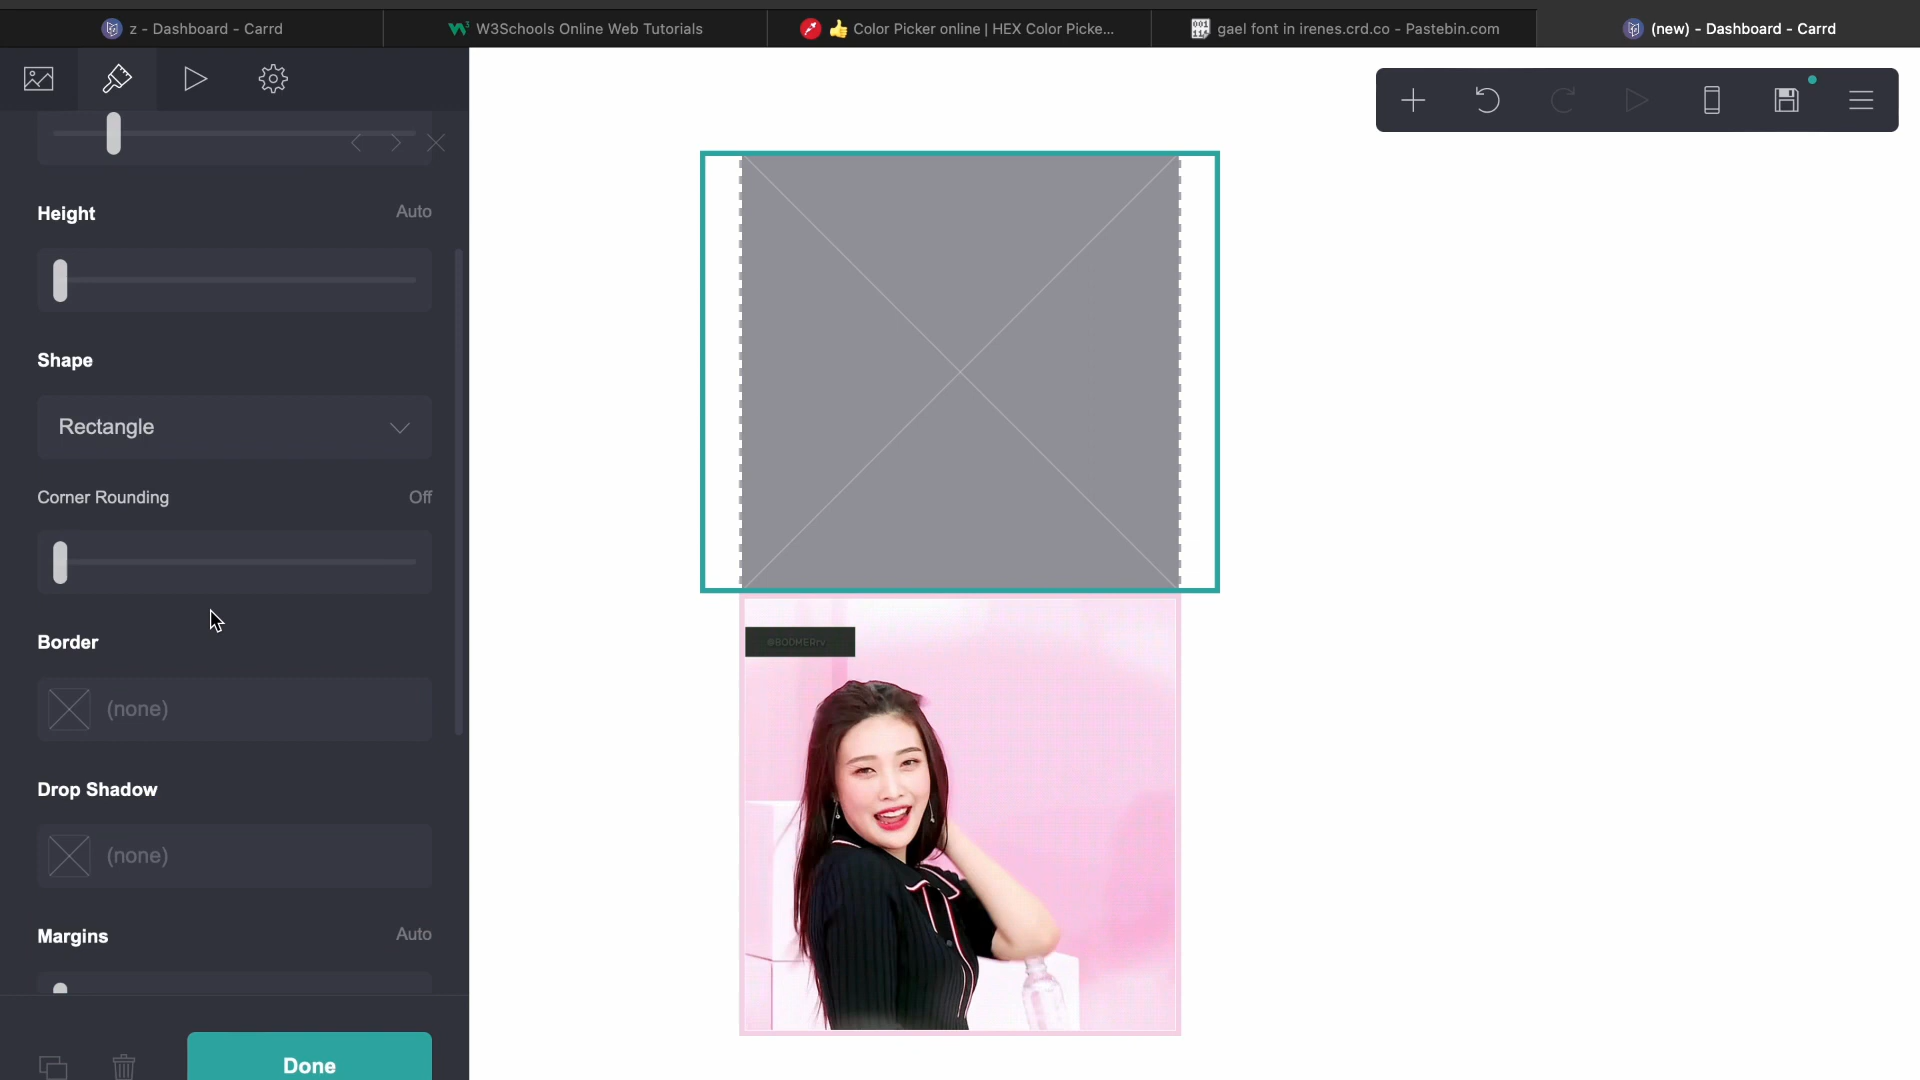 z - Dashboard - Carrd
W3Schools Online Web Tutorials
Color Picker online | HEX Color Picke...
gael font in irenes.crd.co - Pastebin.com
(new) - Dashboard - Carrd
Height
Auto
Shape
Rectangle
Corner Rounding
Off
Border
(none)
Drop Shadow
(none)
Margins
Auto
Done